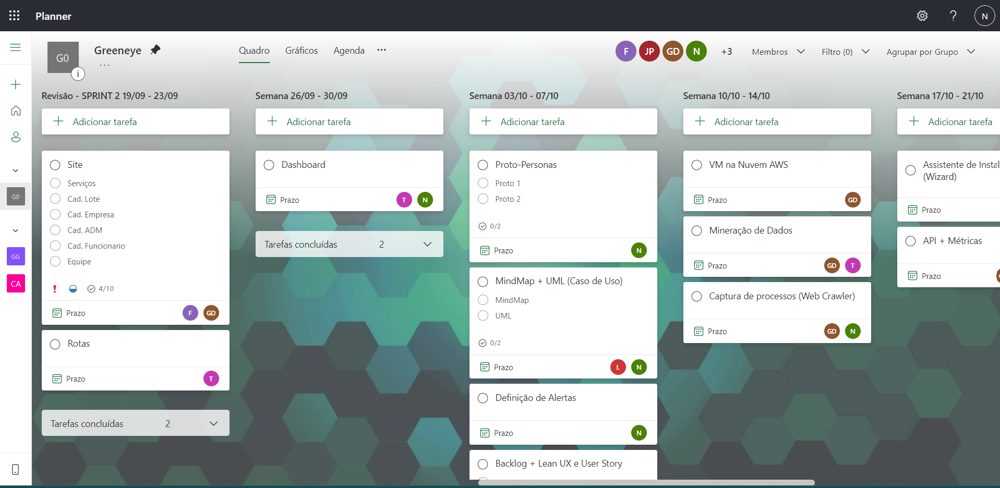 Planner
?
N
G0
i
Greeneye
...
Quadro
Gráficos
Agenda
...
F
JP
GD
N
+3
Membros
Filtro (0)
Agrupar por Grupo
G0
GG
CA
Revisão - SPRINT 2 19/09 - 23/09
Adicionar tarefa
Site
Serviços
Cad. Lote
Cad. Empresa
Cad. ADM
Cad. Funcionario
Equipe
4/10
Prazo
F
GD
Rotas
Prazo
T
Tarefas concluídas 2
Semana 26/09 - 30/09
Adicionar tarefa
Dashboard
Prazo
T
N
Tarefas concluídas 2
Semana 03/10 - 07/10
Adicionar tarefa
Proto-Personas
Proto 1
Proto 2
0/2
Prazo
N
MindMap + UML (Caso de Uso)
MindMap
UML
0/2
Prazo
L
N
Definição de Alertas
Prazo
N
Backlog + Lean UX e User Story
Semana 10/10 - 14/10
Adicionar tarefa
VM na Nuvem AWS
Prazo
GD
Mineração de Dados
Prazo
GD
T
Captura de processos (Web Crawler)
Prazo
GD
N
Semana 17/10 - 21/10
Adicionar tarefa
Assistente de Instal
(Wizard)
Prazo
API + Métricas
Prazo